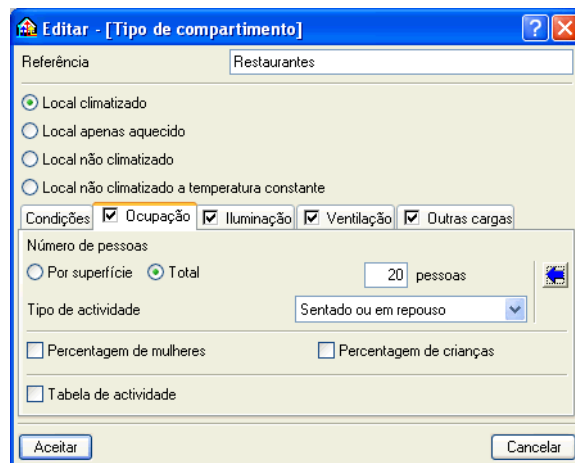 Editar - [Tipo de compartimento]
Referência Restaurantes
Local climatizado
Local apenas aquecido
Local não climatizado
Local não climatizado a temperatura constante
Condições Ocupação Iluminação Ventilação Outras cargas
Número de pessoas
Por superfície Total 20 pessoas
Tipo de actividade Sentado ou em repouso
Percentagem de mulheres Percentagem de crianças
Tabela de actividade
Aceitar Cancelar